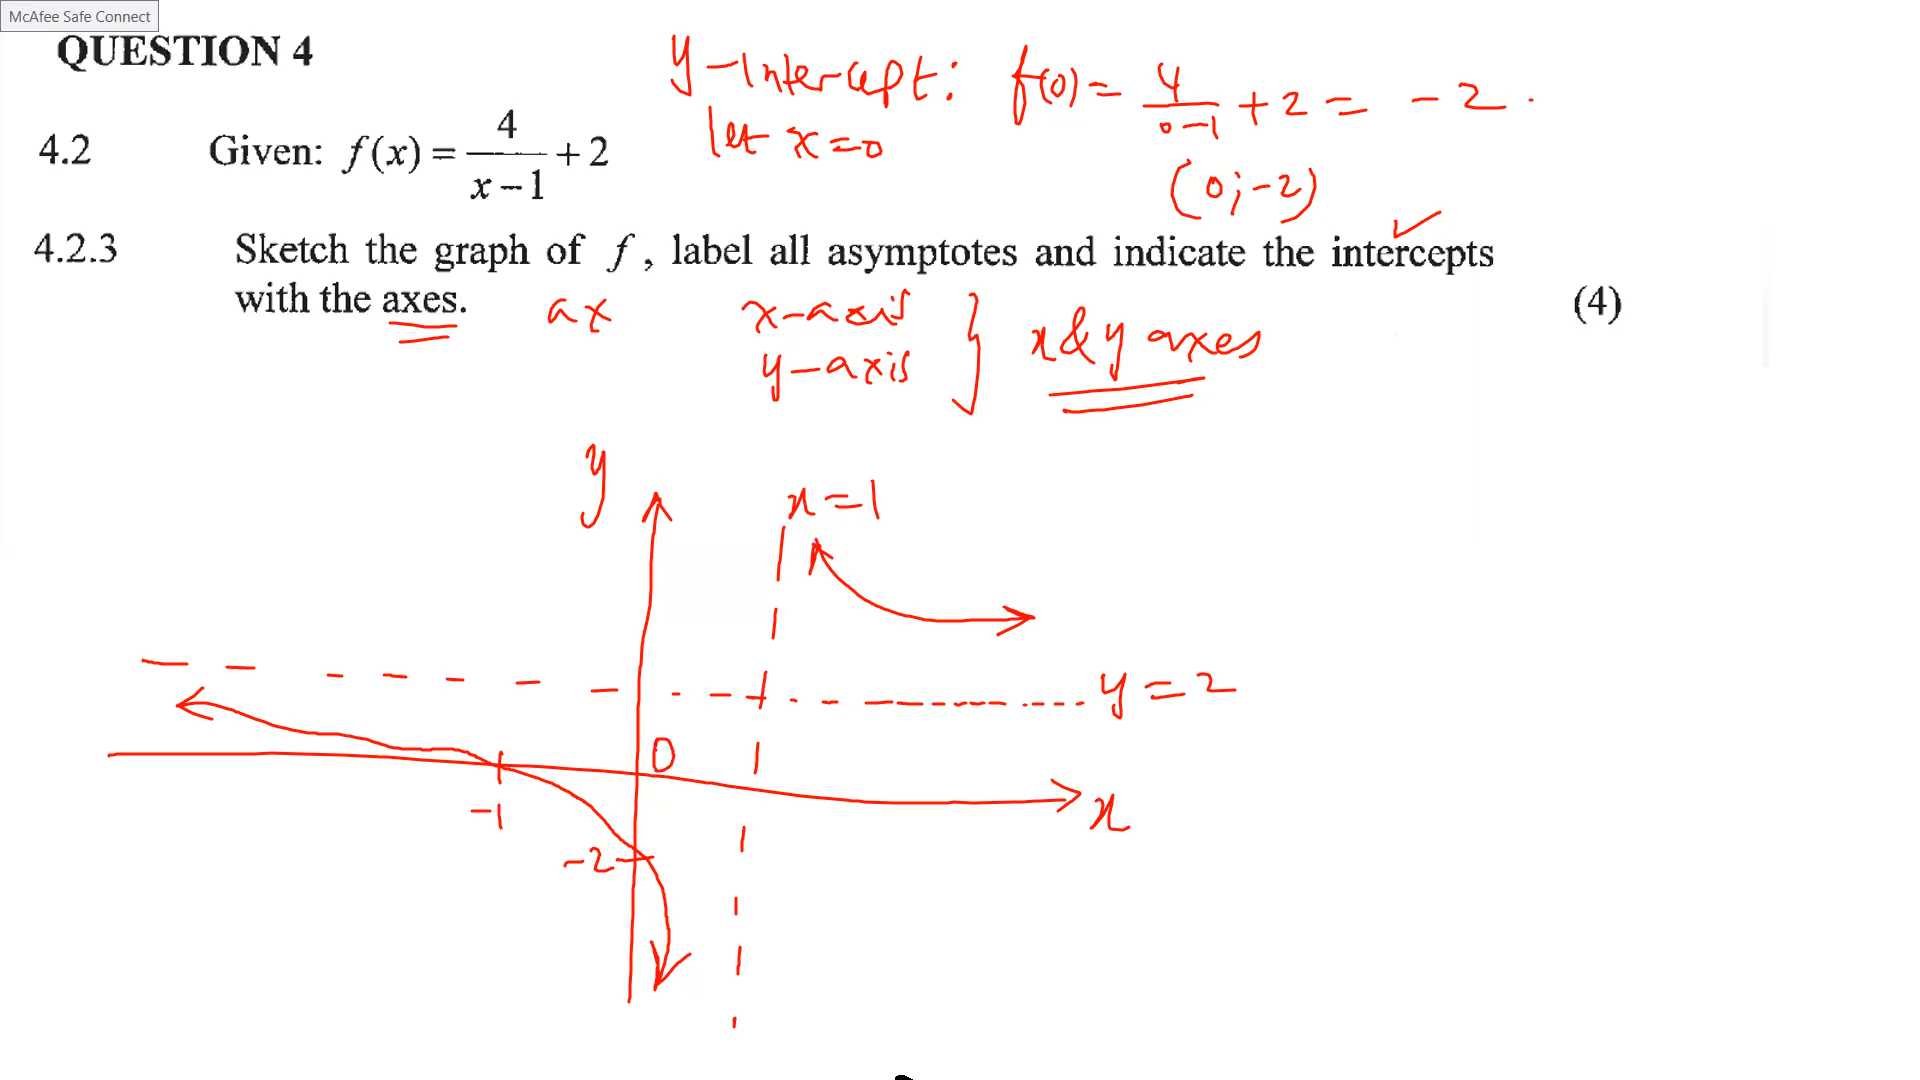 McAfee Safe Connect
QUESTION 4
y-intercept: f(0) = 4/(0-1) + 2 = -2.
let x=0
(0;-2)
4.2 Given: f(x) = 4/(x-1) + 2
4.2.3 Sketch the graph of f, label all asymptotes and indicate the intercepts
with the axes. (4)
ax
x-axis
y-axis
x & y axes
y
x=1
y=2
0
-1
x
-2